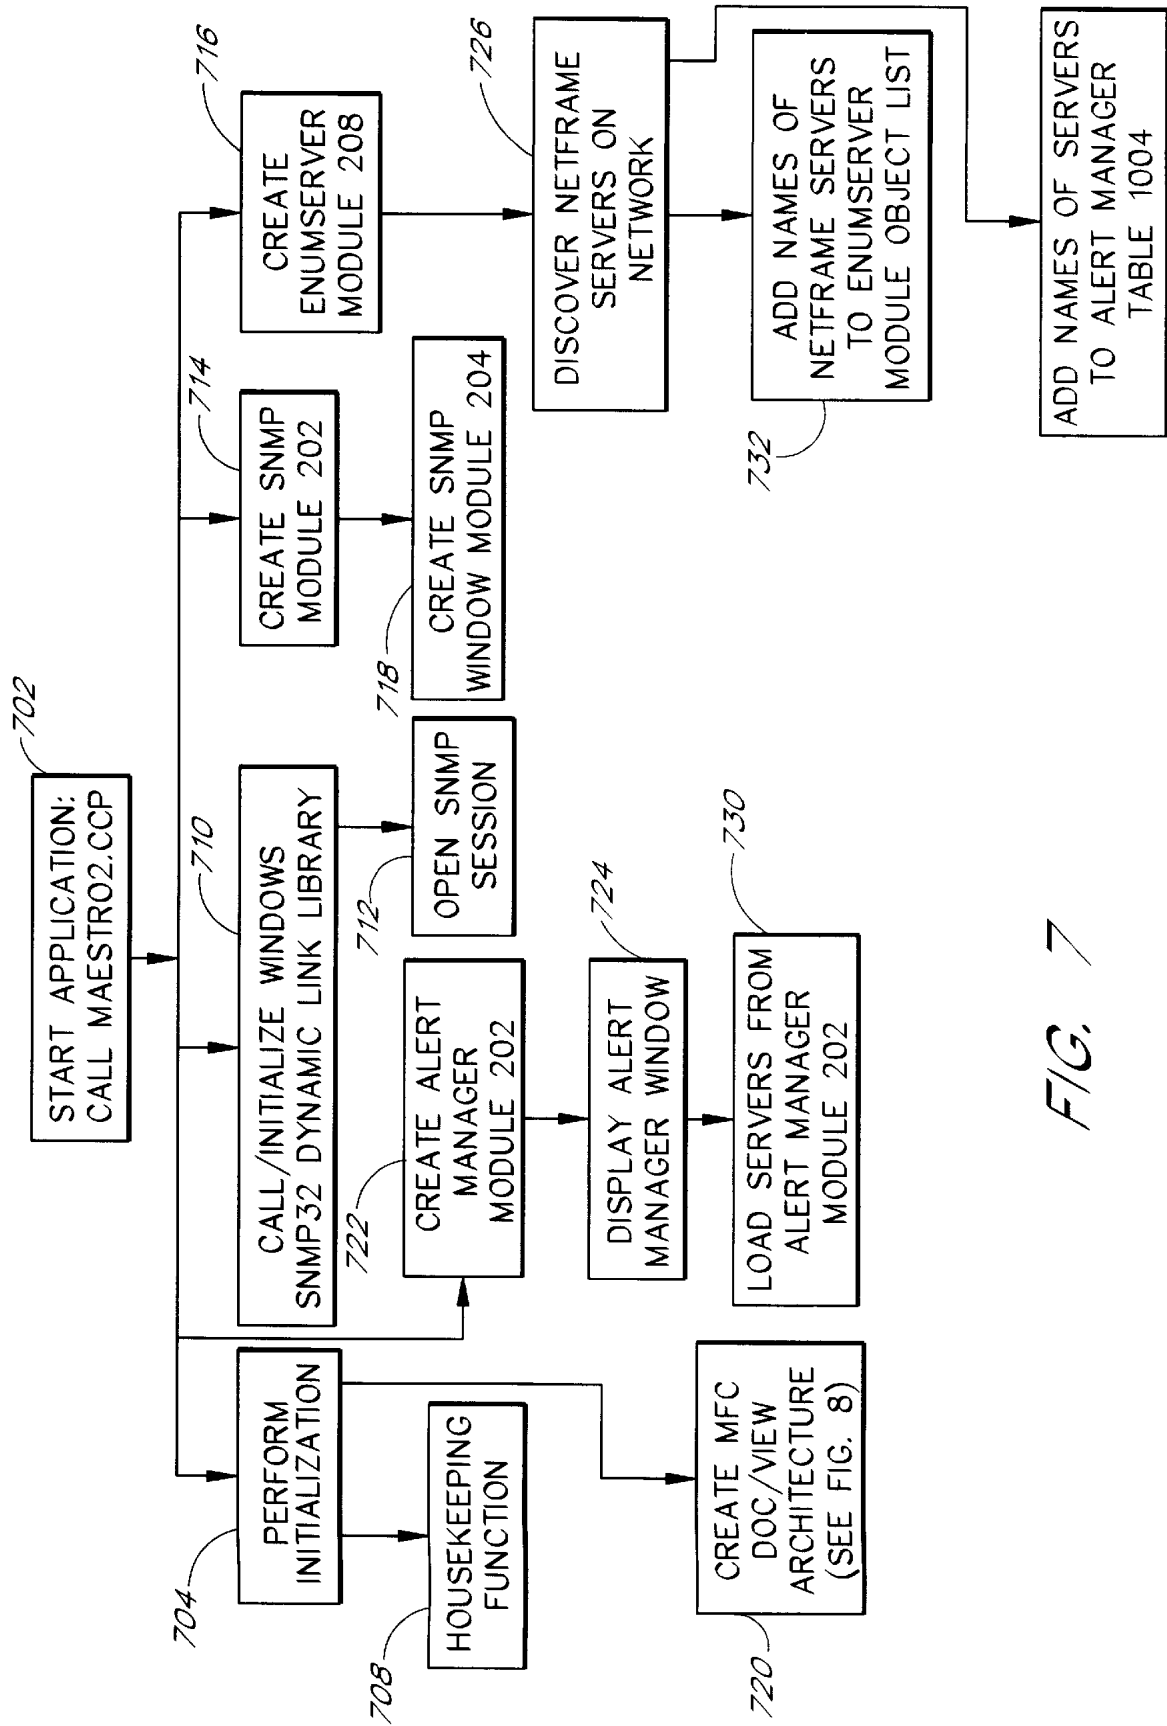 702
START APPLICATION:
CALL MAESTRO2.CCP
704
PERFORM
INITIALIZATION
710
CALL/INITIALIZE WINDOWS
SNMP32 DYNAMIC LINK LIBRARY
714
CREATE SNMP
MODULE 202
716
CREATE
ENUMSERVER
MODULE 208
708
HOUSEKEEPING
FUNCTION
722
CREATE ALERT
MANAGER
MODULE 202
712
OPEN SNMP
SESSION
718
CREATE SNMP
WINDOW MODULE 204
726
DISCOVER NETFRAME
SERVERS ON
NETWORK
724
DISPLAY ALERT
MANAGER WINDOW
720
CREATE MFC
DOC/VIEW
ARCHITECTURE
(SEE FIG. 8)
730
LOAD SERVERS FROM
ALERT MANAGER
MODULE 202
732
ADD NAMES OF
NETFRAME SERVERS
TO ENUMSERVER
MODULE OBJECT LIST
ADD NAMES OF SERVERS
TO ALERT MANAGER
TABLE 1004
FIG. 7